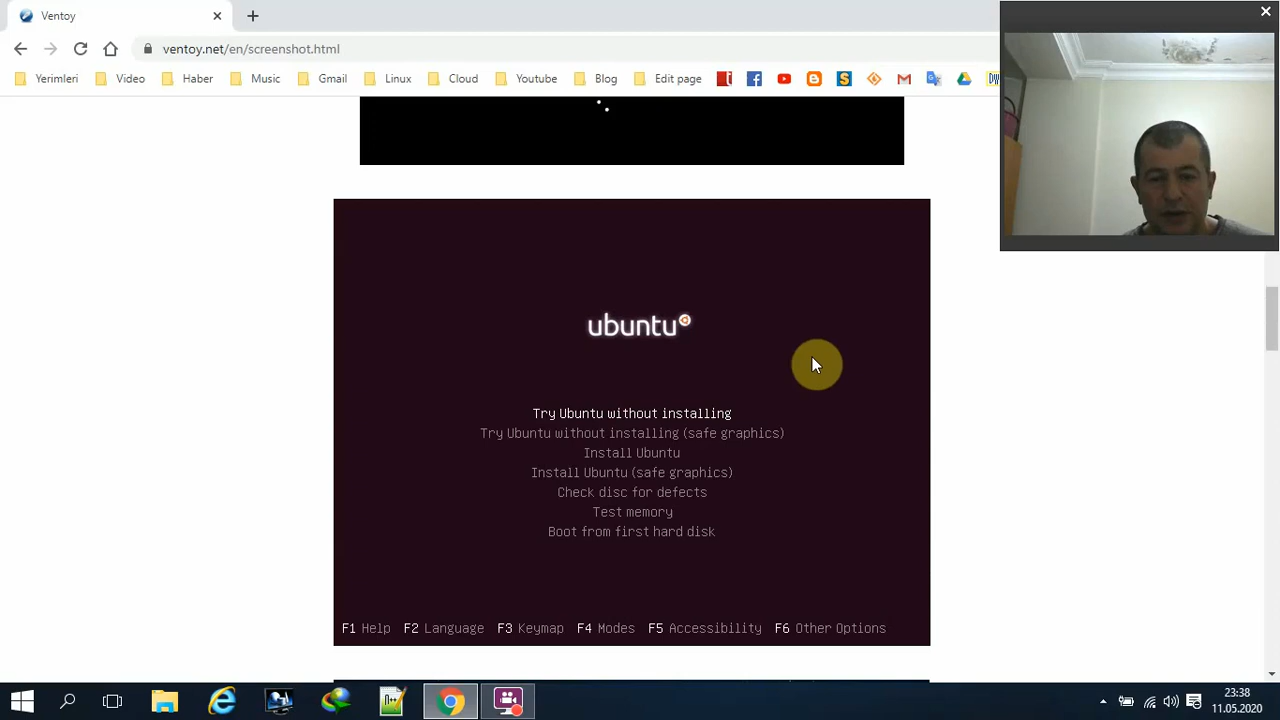 Ventoy
ventoy.net/en/screenshot.html
Yerimleri Video Haber Music Gmail Linux Cloud Youtube Blog Edit page
ubuntu
Try Ubuntu without installing
Try Ubuntu without installing (safe graphics)
Install Ubuntu
Install Ubuntu (safe graphics)
Check disc for defects
Test memory
Boot from first hard disk
F1 Help F2 Language F3 Keymap F4 Modes F5 Accessibility F6 Other Options
23:38
11.05.2020